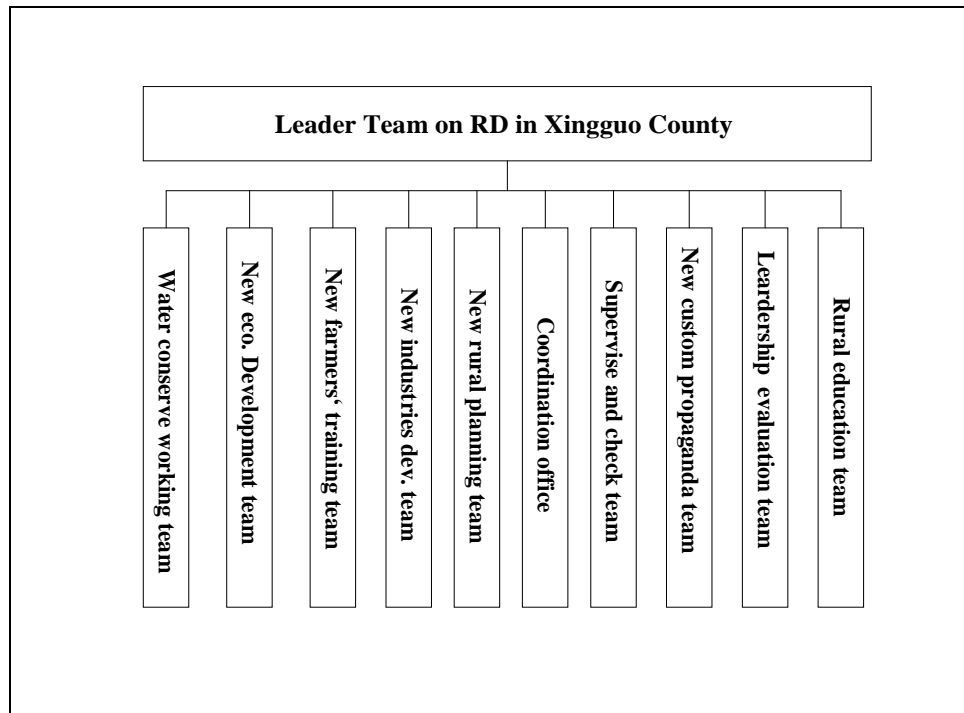 Leader Team on RD in Xingguo County
Water conserve working team
New eco. Development team
New farmers‘ training team
New industries dev. team
New rural planning team
Coordination office
Supervise and check team
New custom propaganda team
Leardership evaluation team
Rural education team